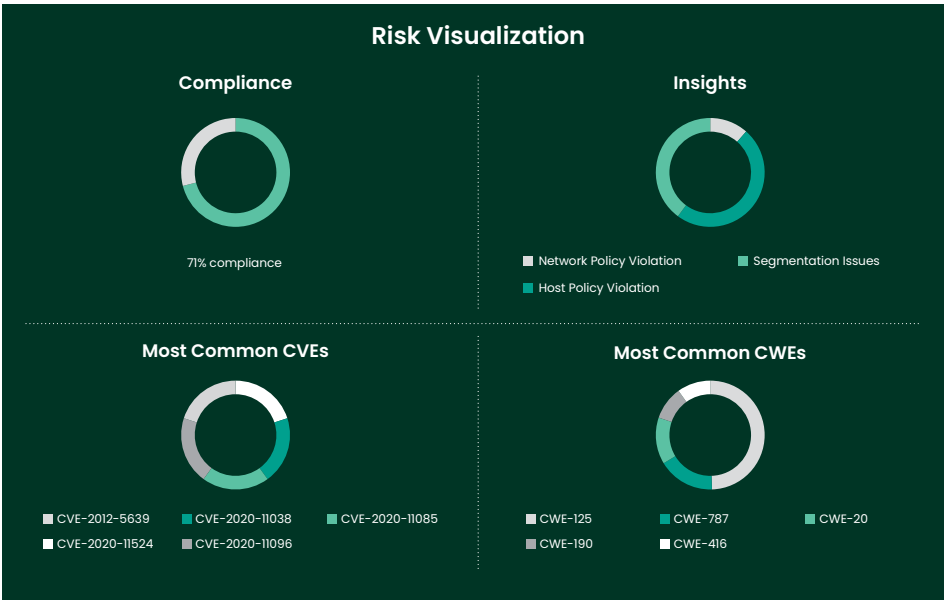 Risk Visualization
Compliance
71% compliance
Insights
Network Policy Violation
Segmentation Issues
Host Policy Violation
Most Common CVEs
CVE-2012-5639
CVE-2020-11038
CVE-2020-11085
CVE-2020-11524
CVE-2020-11096
Most Common CWEs
CWE-125
CWE-787
CWE-20
CWE-190
CWE-416